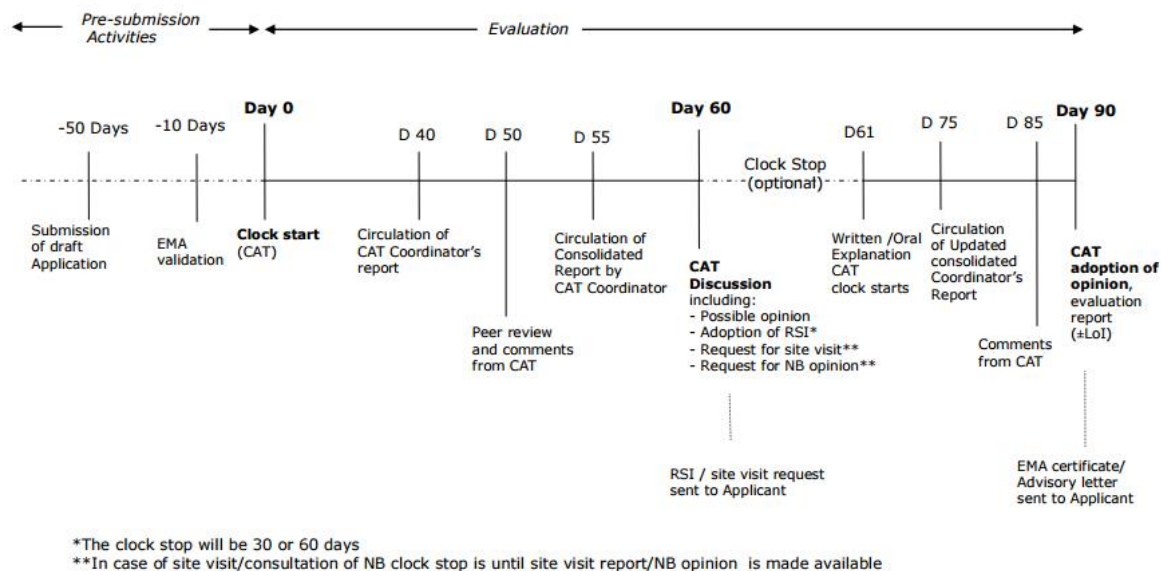 Pre-submission
Activities
Evaluation
-50 Days
-10 Days
Day 0
D 40
D 50
D 55
Day 60
Clock Stop
(optional)
D61
D 75
D 85
Day 90
Submission
of draft
Application
EMA
validation
Clock start
(CAT)
Circulation of
CAT Coordinator's
report
Peer review
and comments
from CAT
Circulation of
Consolidated
Report by
CAT Coordinator
CAT
Discussion
including:
- Possible opinion
- Adoption of RSI*
- Request for site visit**
- Request for NB opinion**
RSI / site visit request
sent to Applicant
Written /Oral
Explanation
CAT
clock starts
Circulation
of Updated
consolidated
Coordinator's
Report
Comments
from CAT
CAT
adoption of
opinion,
evaluation
report
(±LoI)
EMA certificate/
Advisory letter
sent to Applicant
*The clock stop will be 30 or 60 days
**In case of site visit/consultation of NB clock stop is until site visit report/NB opinion is made available